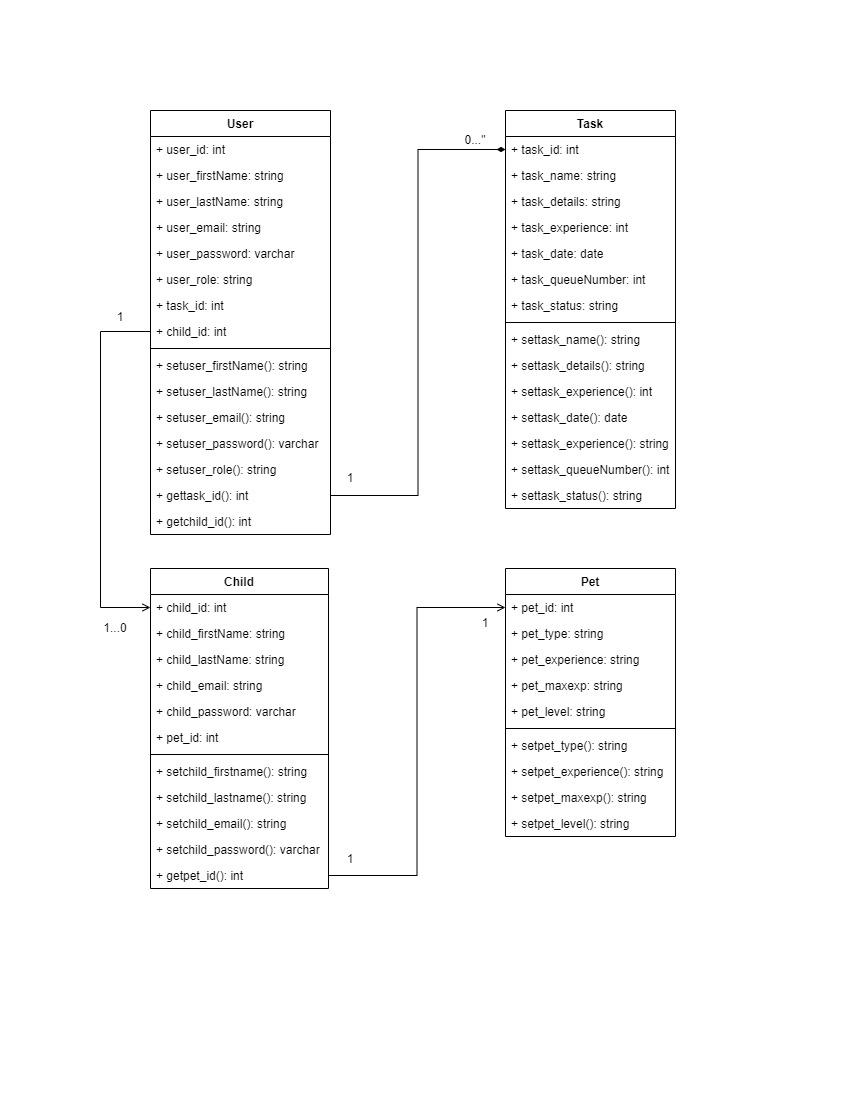 User
+ user_id: int
+ user_firstName: string
+ user_lastName: string
+ user_email: string
+ user_password: varchar
+ user_role: string
+ task_id: int
1
+ child_id: int
+ setuser_firstName(): string
+ setuser_lastName(): string
+ setuser_email(): string
+ setuser_password(): varchar
+ setuser_role(): string
1
+ gettask_id(): int
+ getchild_id(): int
0..."
Task
+ task_id: int
+ task_name: string
+ task_details: string
+ task_experience: int
+ task_date: date
+ task_queueNumber: int
+ task_status: string
+ settask_name(): string
+ settask_details(): string
+ settask_experience(): int
+ settask_date(): date
+ settask_experience(): string
+ settask_queueNumber(): int
+ settask_status(): string
Child
+ child_id: int
1...0
+ child_firstName: string
+ child_lastName: string
+ child_email: string
+ child_password: varchar
+ pet_id: int
+ setchild_firstname(): string
+ setchild_lastname(): string
+ setchild_email(): string
+ setchild_password(): varchar
1
+ getpet_id(): int
Pet
+ pet_id: int
1
+ pet_type: string
+ pet_experience: string
+ pet_maxexp: string
+ pet_level: string
+ setpet_type(): string
+ setpet_experience(): string
+ setpet_maxexp(): string
+ setpet_level(): string